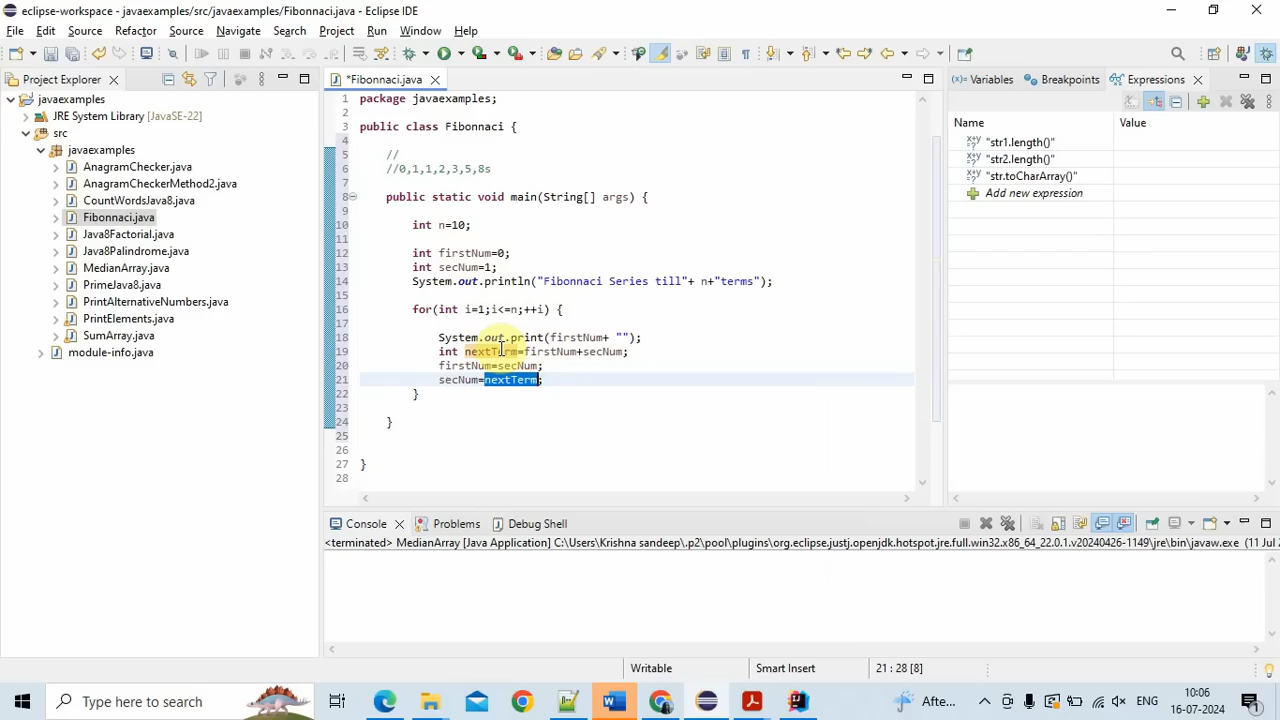 eclipse-workspace - javaexamples/src/javaexamples/Fibonnaci.java - Eclipse IDE
File Edit Source Refactor Source Navigate Search Project Run Window Help
Project Explorer
javaexamples
JRE System Library [JavaSE-22]
src
javaexamples
AnagramChecker.java
AnagramCheckerMethod2.java
CountWordsJava8.java
Fibonnaci.java
Java8Factorial.java
Java8Palindrome.java
MedianArray.java
PrimeJava8.java
PrintAlternativeNumbers.java
PrintElements.java
SumArray.java
module-info.java
*Fibonnaci.java
1 package javaexamples;
2
3 public class Fibonnaci {
4
5 //
6 //0,1,1,2,3,5,8s
7
8 public static void main(String[] args) {
9
10 int n=10;
11
12 int firstNum=0;
13 int secNum=1;
14 System.out.println("Fibonnaci Series till"+ n+"terms");
15
16 for(int i=1;i<=n;++i) {
17
18 System.out.print(firstNum+ "");
19 int nextTerm=firstNum+secNum;
20 firstNum=secNum;
21 secNum=nextTerm;
22 }
23
24 }
25
26
27 }
28
Variables Breakpoints Expressions
Name Value
"str1.length()"
"str2.length()"
"str.toCharArray()"
Add new expression
Console Problems Debug Shell
<terminated> MedianArray [Java Application] C:\Users\Krishna sandeep\.p2\pool\plugins\org.eclipse.justj.openjdk.hotspot.jre.full.win32.x86_64_22.0.1.v20240426-1149\jre\bin\javaw.exe (11 Jul 2
Writable Smart Insert 21 : 28 [8]
Type here to search
Afte...
ENG
0:06
16-07-2024